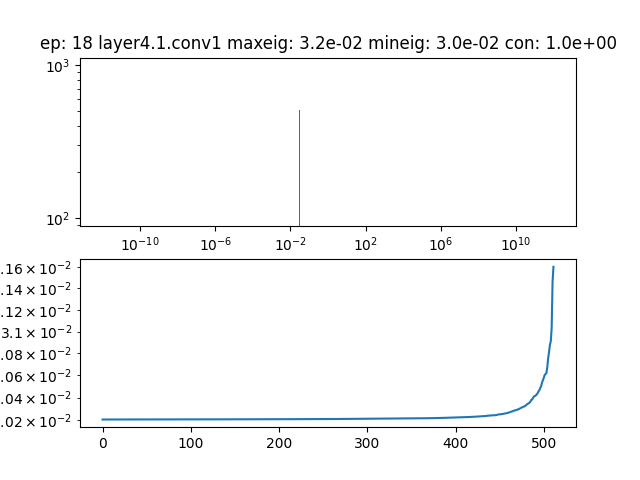 ep: 18 layer4.1.conv1 maxeig: 3.2e-02 mineig: 3.0e-02 con: 1.0e+00
10³
10²
10⁻¹⁰ 10⁻⁶ 10⁻² 10² 10⁶ 10¹⁰
.16 × 10⁻²
.14 × 10⁻²
.12 × 10⁻²
3.1 × 10⁻²
.08 × 10⁻²
.06 × 10⁻²
.04 × 10⁻²
.02 × 10⁻²
0 100 200 300 400 500